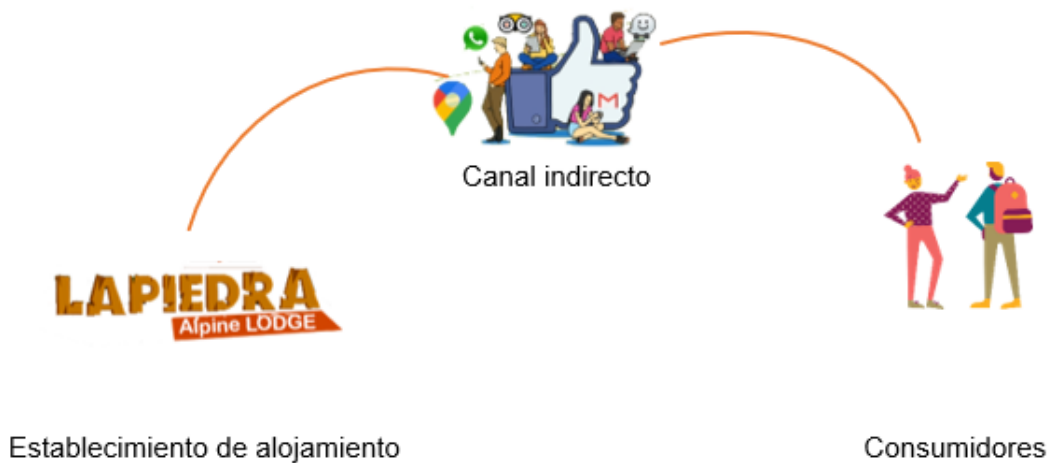 Canal indirecto
LAPIEDRA
Alpine LODGE
Establecimiento de alojamiento
Consumidores